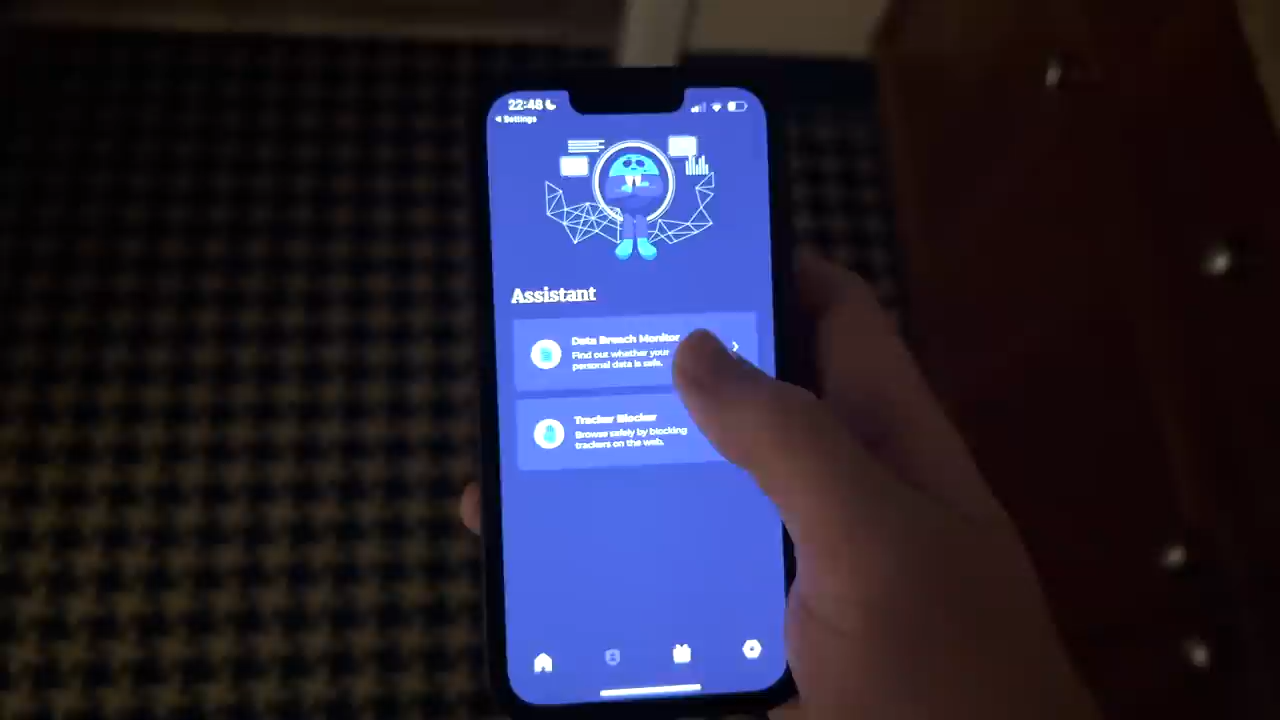 22:48
Settings
Assistant
Data Breach Monitor
Find out whether your
personal data is safe.
Tracker Blocker
Browse safely by blocking
trackers on the web.